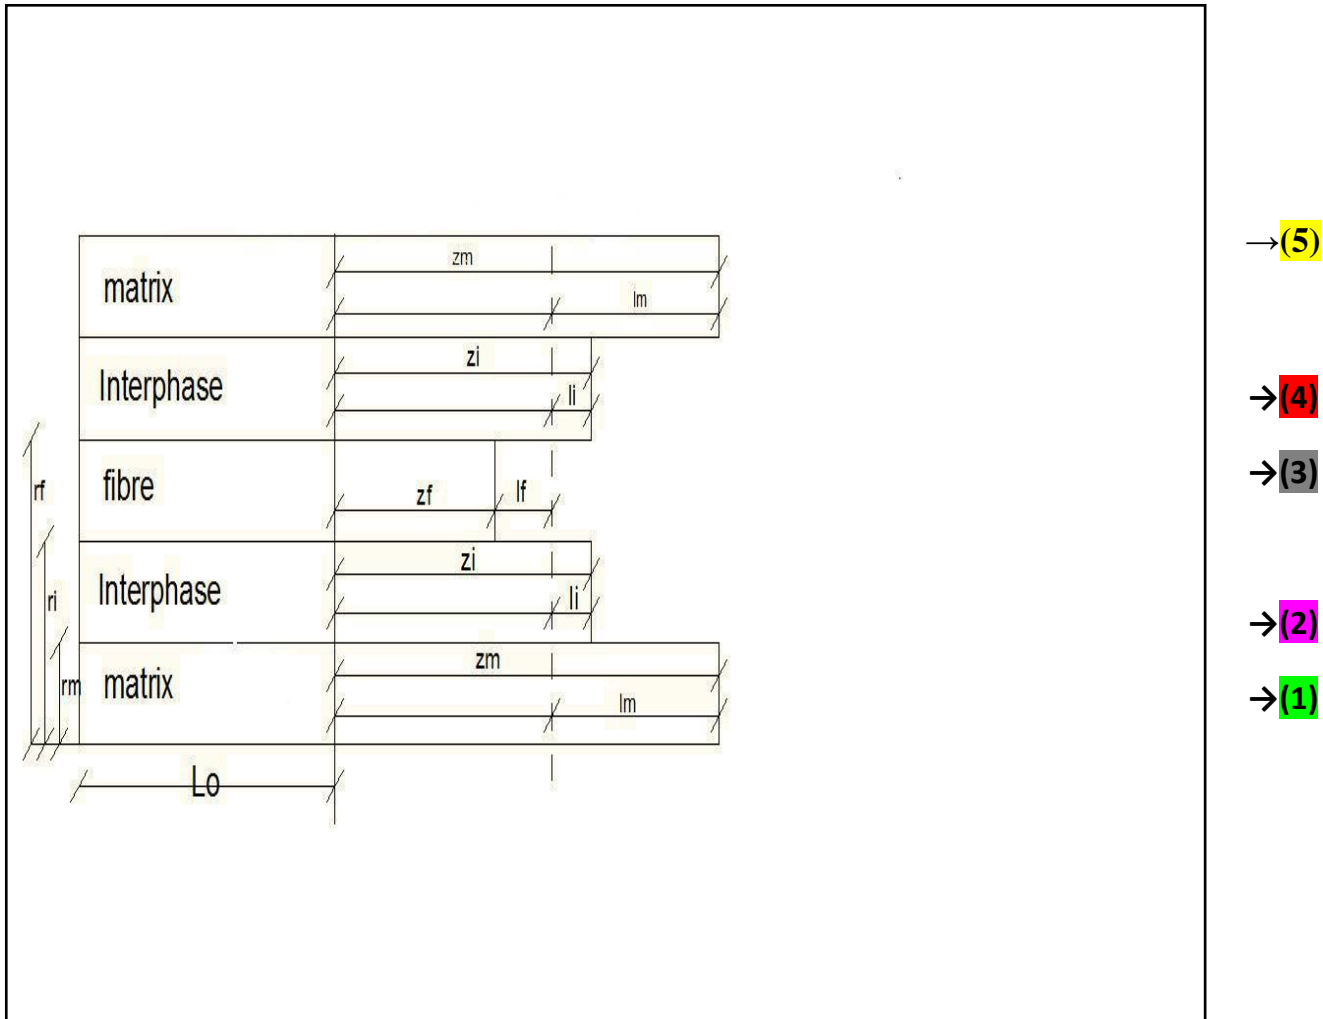 →(5)
zm
matrix
lm
zi
Interphase
li
→(4)
fibre
→(3)
rf
zf
lf
zi
Interphase
li
ri
→(2)
zm
matrix
rm
lm
→(1)
Lo